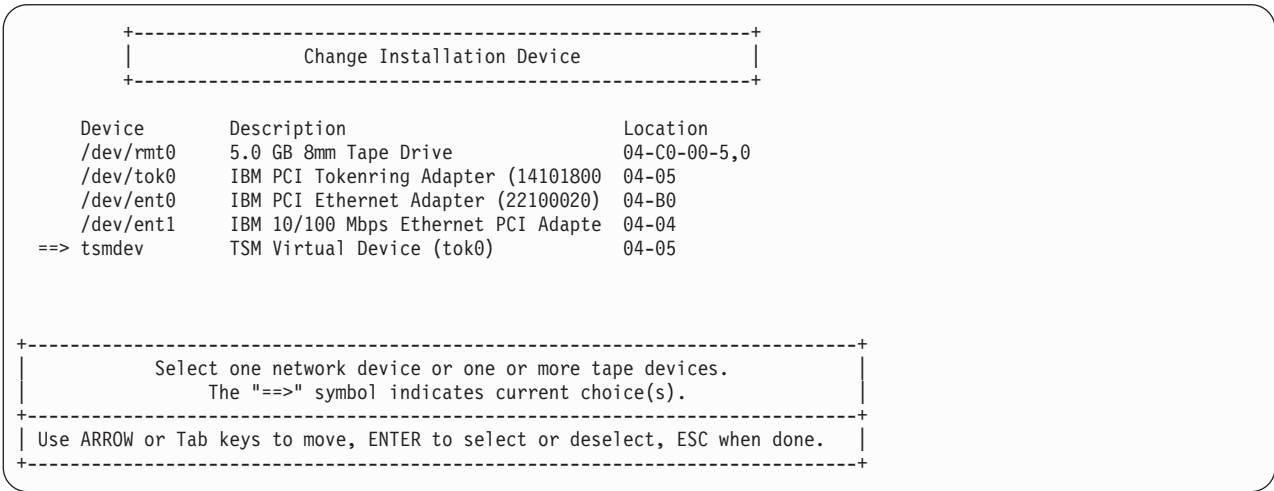 Change Installation Device
Device Description Location
/dev/rmt0 5.0 GB 8mm Tape Drive 04-C0-00-5,0
/dev/tok0 IBM PCI Tokenring Adapter (14101800 04-05
/dev/ent0 IBM PCI Ethernet Adapter (22100020) 04-B0
/dev/ent1 IBM 10/100 Mbps Ethernet PCI Adapte 04-04
==> tsmdev TSM Virtual Device (tok0) 04-05
Select one network device or one or more tape devices.
The "==>" symbol indicates current choice(s).
Use ARROW or Tab keys to move, ENTER to select or deselect, ESC when done.